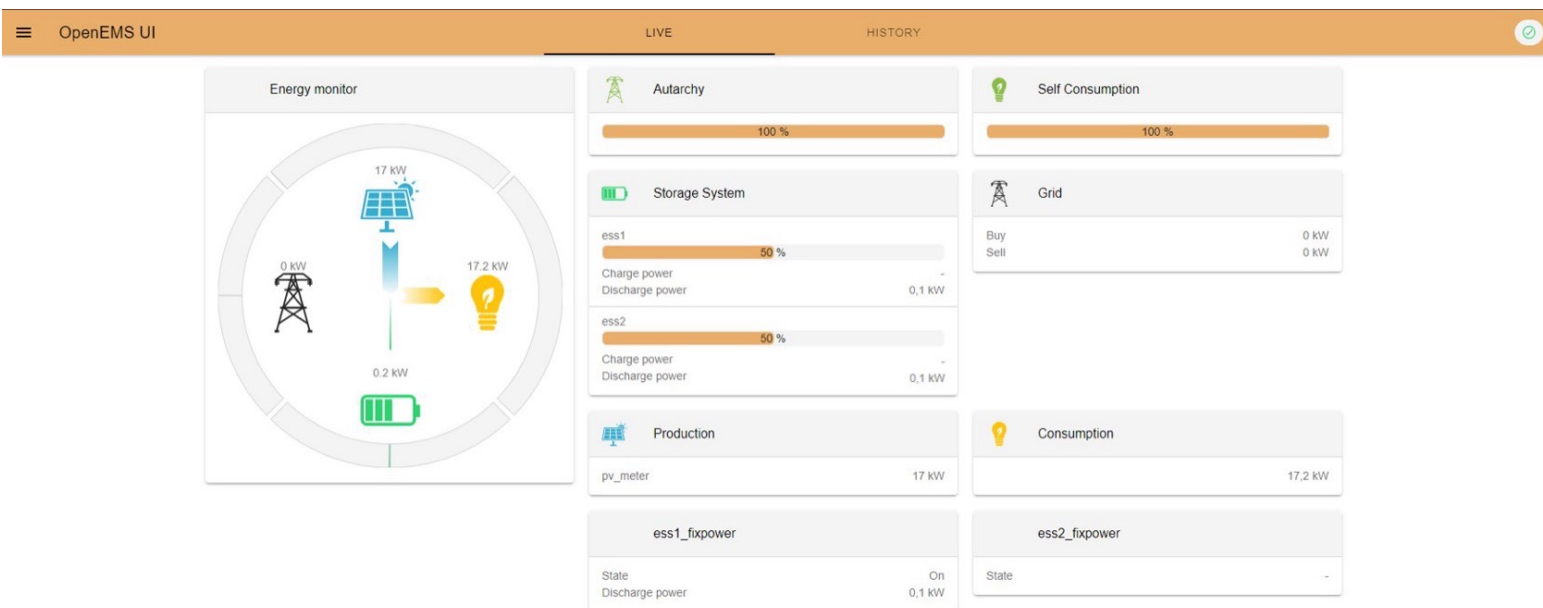 OpenEMS UI
LIVE
HISTORY
Energy monitor
17 kW
0 kW
17.2 kW
0.2 kW
Autarchy
100 %
Self Consumption
100 %
Storage System
ess1
50 %
Charge power -
Discharge power 0,1 kW
ess2
50 %
Charge power -
Discharge power 0,1 kW
Grid
Buy 0 kW
Sell 0 kW
Production
pv_meter 17 kW
Consumption
17,2 kW
ess1_fixpower
State On
Discharge power 0,1 kW
ess2_fixpower
State -